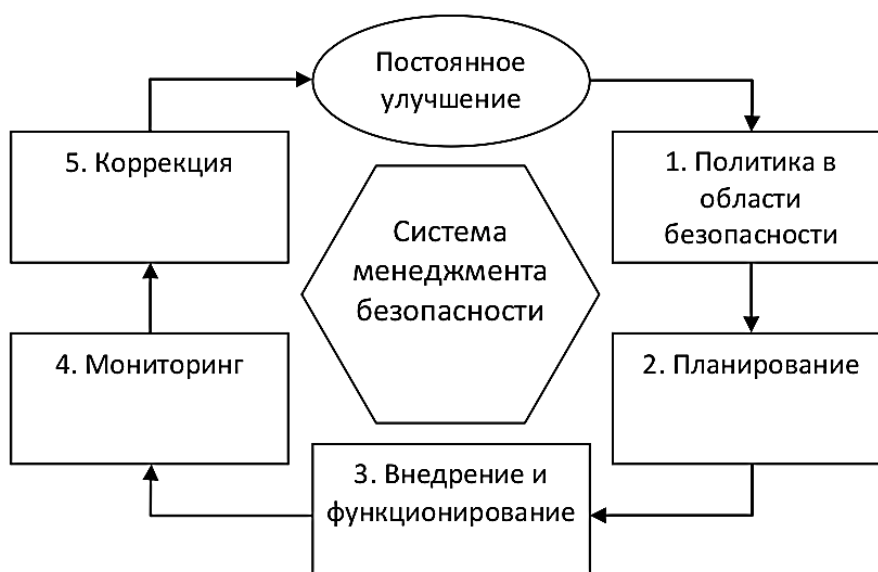 Постоянное
улучшение
5. Коррекция
1. Политика в
области
безопасности
Система
менеджмента
безопасности
4. Мониторинг
2. Планирование
3. Внедрение и
функционирование